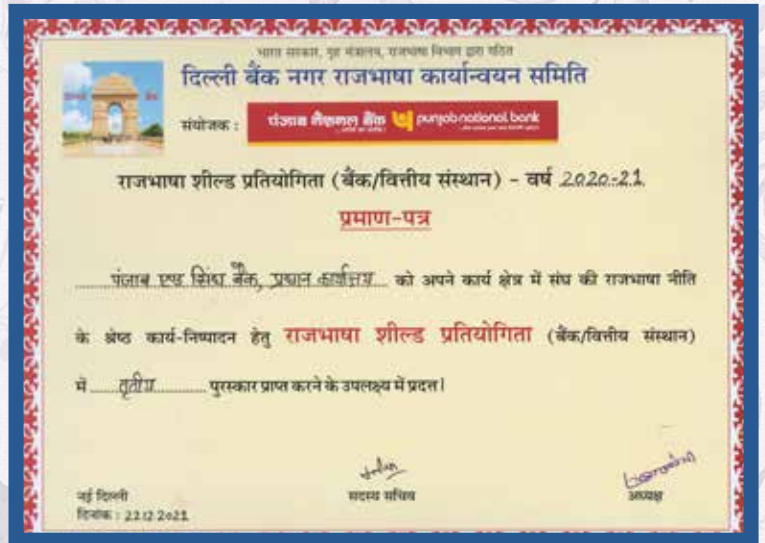 भारत सरकार, गृह मंत्रालय, राजभाषा विभाग द्वारा गठित
दिल्ली बैंक नगर राजभाषा कार्यान्वयन समिति
संयोजक : पंजाब नैशनल बैंक punjab national bank
राजभाषा शील्ड प्रतियोगिता (बैंक/वित्तीय संस्थान) - वर्ष 2020-21
प्रमाण-पत्र
पंजाब एण्ड सिंध बैंक, प्रधान कार्यालय को अपने कार्य क्षेत्र में संघ की राजभाषा नीति
के श्रेष्ठ कार्य-निष्पादन हेतु राजभाषा शील्ड प्रतियोगिता (बैंक/वित्तीय संस्थान)
में तृतीय पुरस्कार प्राप्त करने के उपलक्ष्य में प्रदत्त।
नई दिल्ली
दिनांक : 22.12.2021
सदस्य सचिव
अध्यक्ष